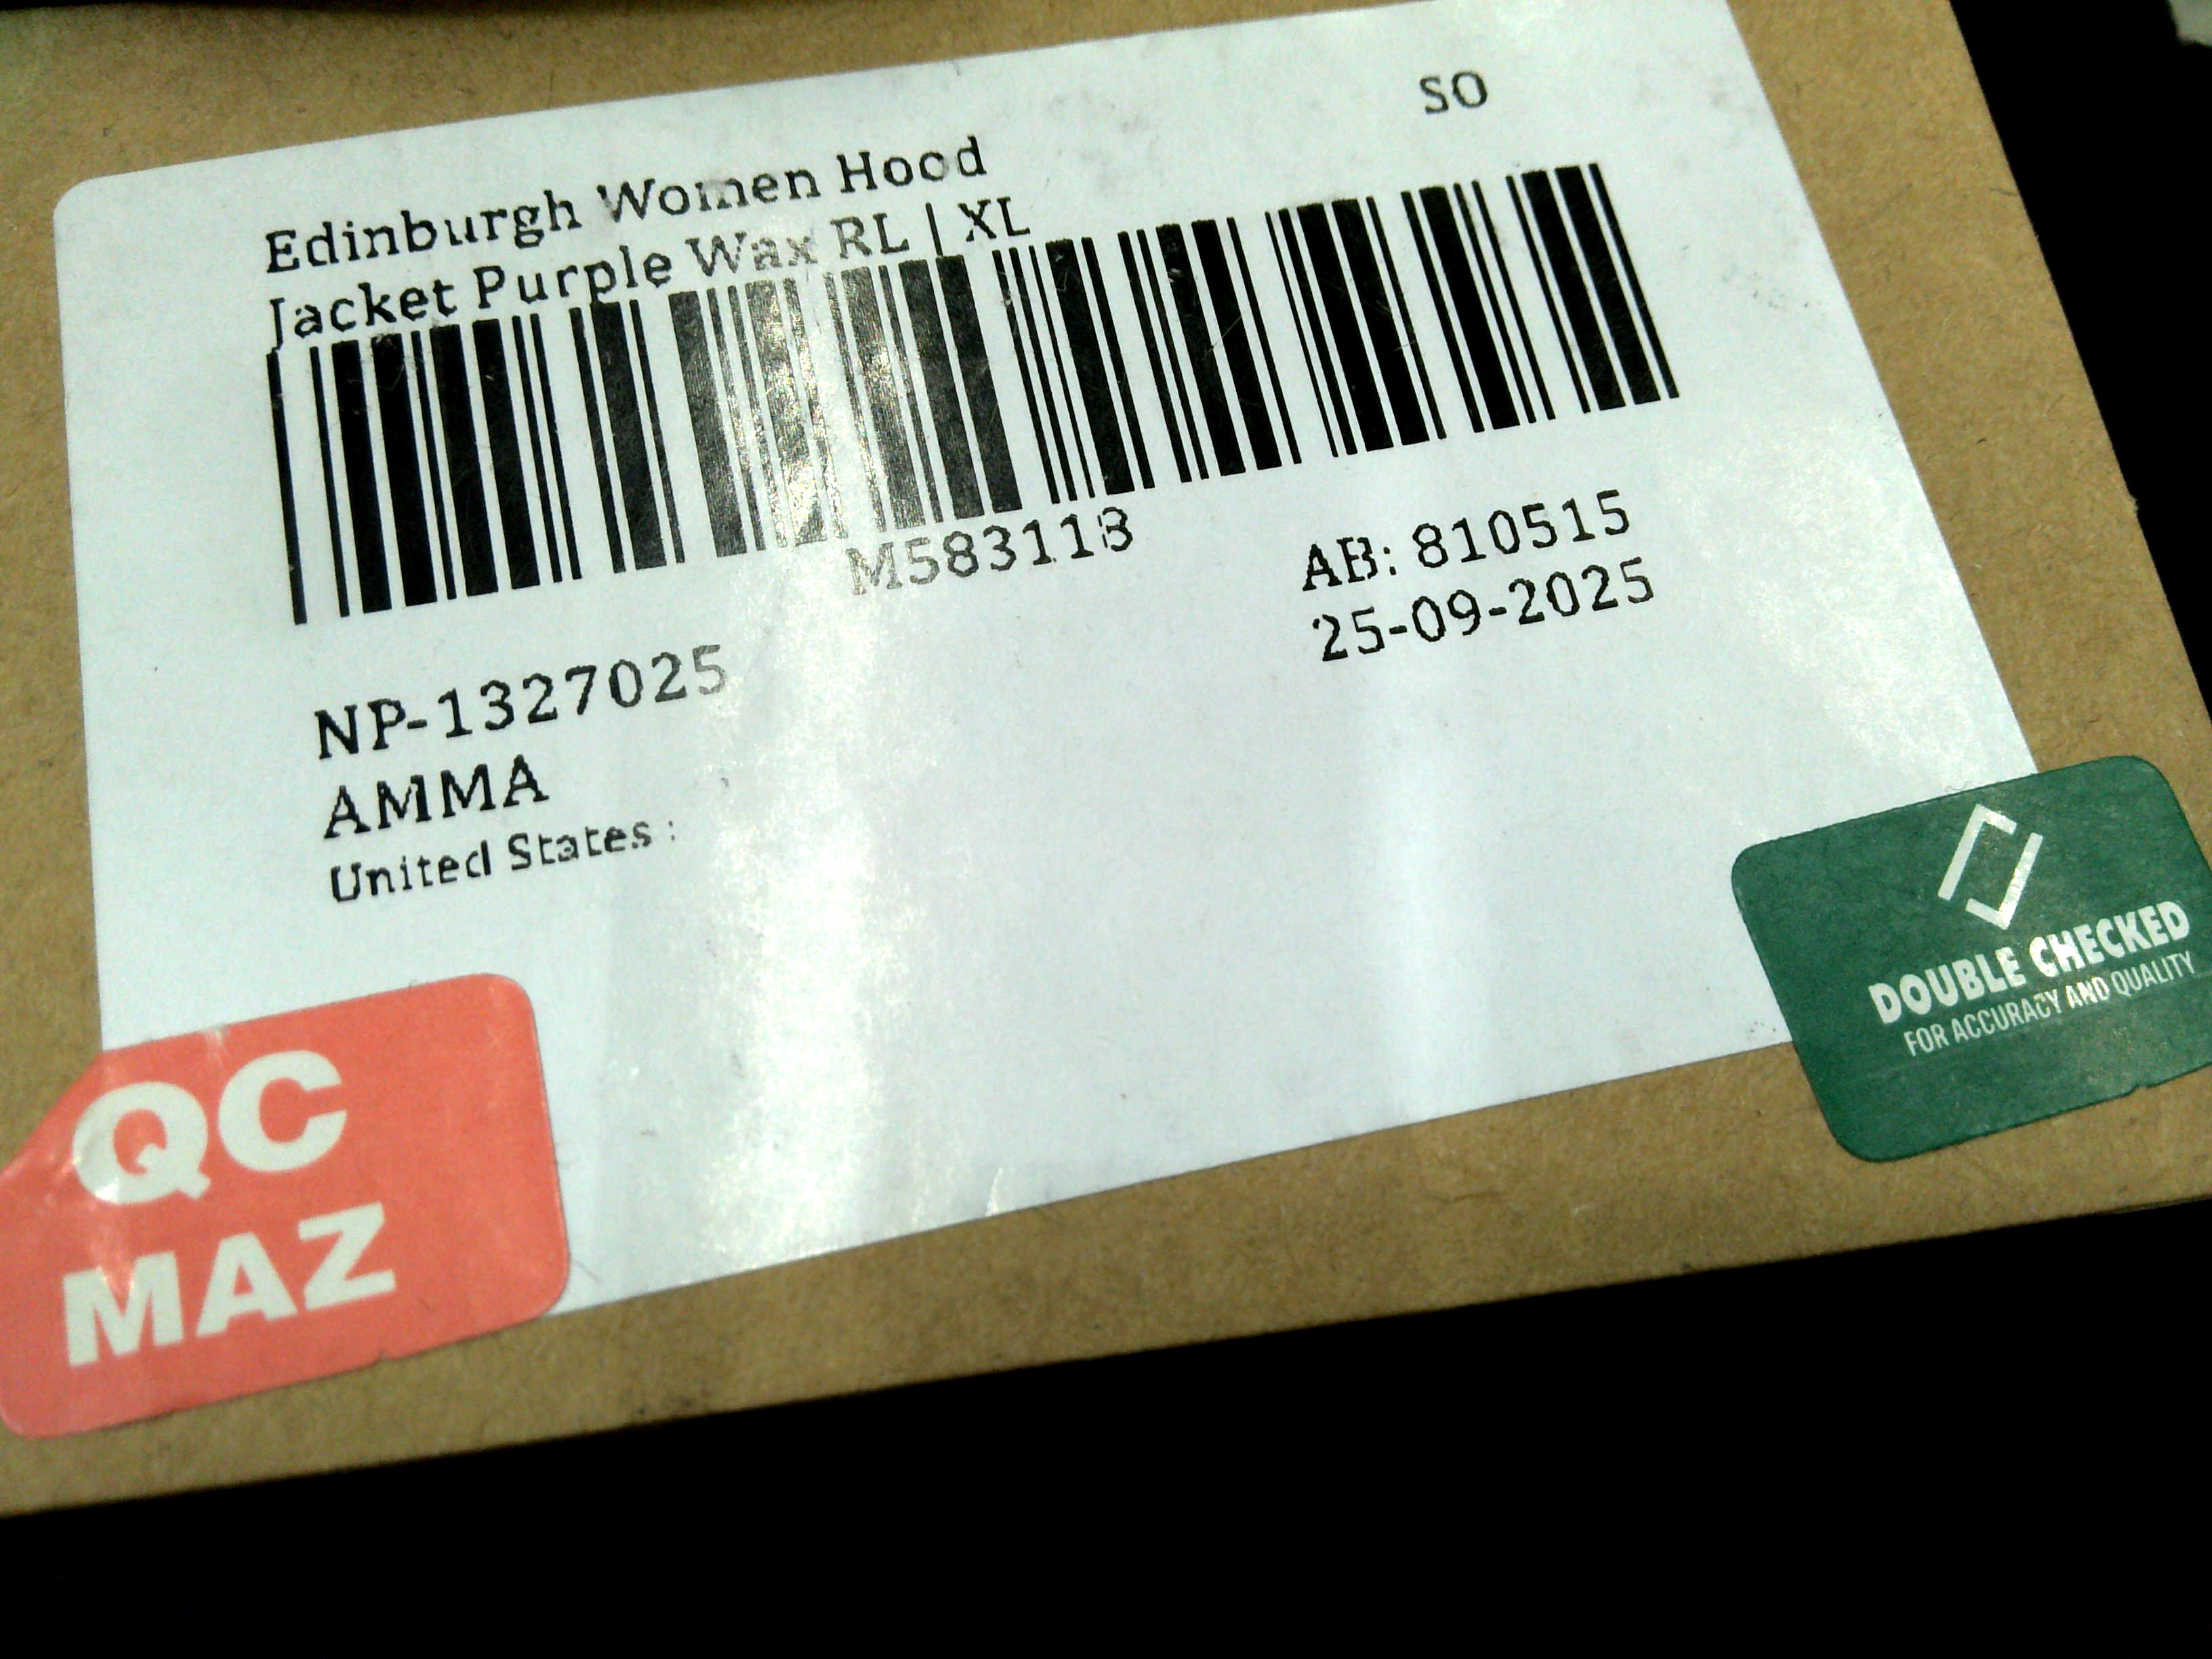 SO
Edinburgh Women Hood
Jacket Purple Wax RL | XL
M583113
AB: 810515
25-09-2025
NP-1327025
AMMA
United States :
QC
MAZ
DOUBLE CHECKED
FOR ACCURACY AND QUALITY